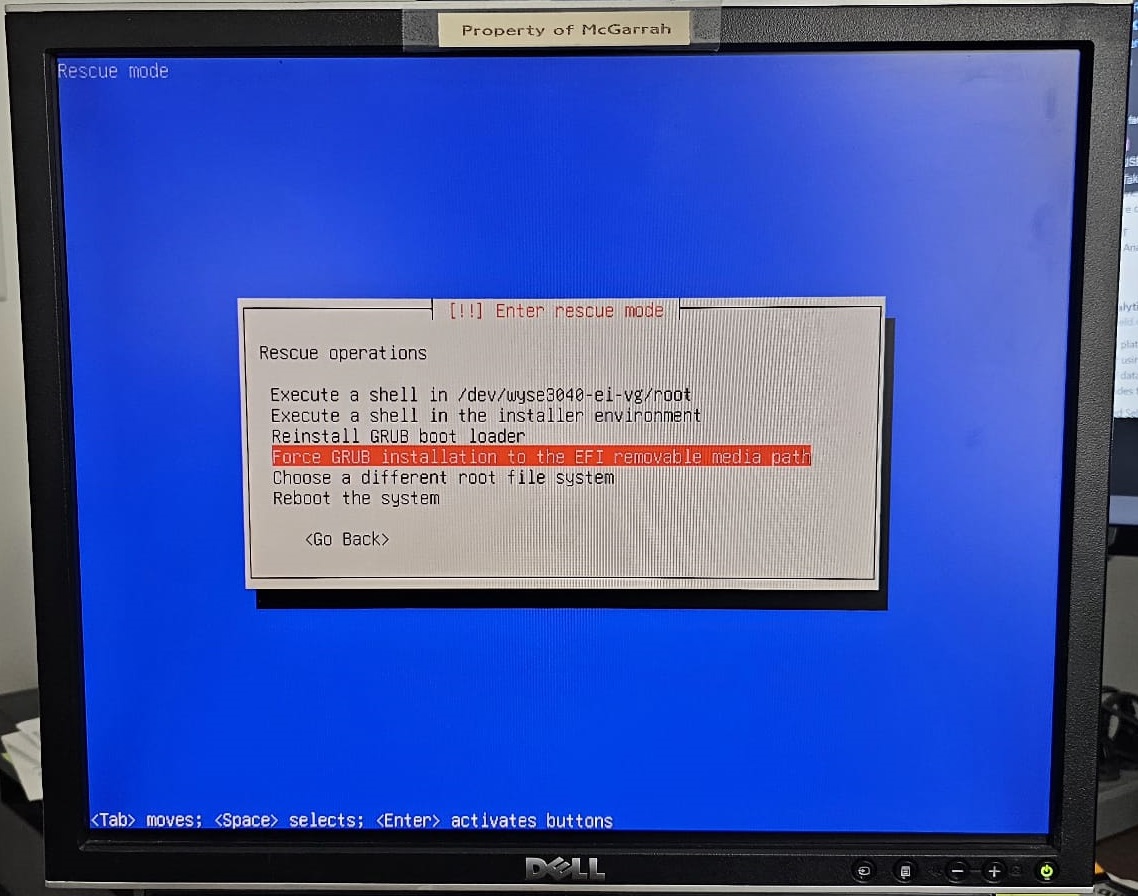 Property of McGarrah
Rescue mode
[!!] Enter rescue mode
Rescue operations
Execute a shell in /dev/wyse3040-ei-vg/root
Execute a shell in the installer environment
Reinstall GRUB boot loader
Force GRUB installation to the EFI removable media path
Choose a different root file system
Reboot the system
<Go Back>
<Tab> moves; <Space> selects; <Enter> activates buttons
DELL